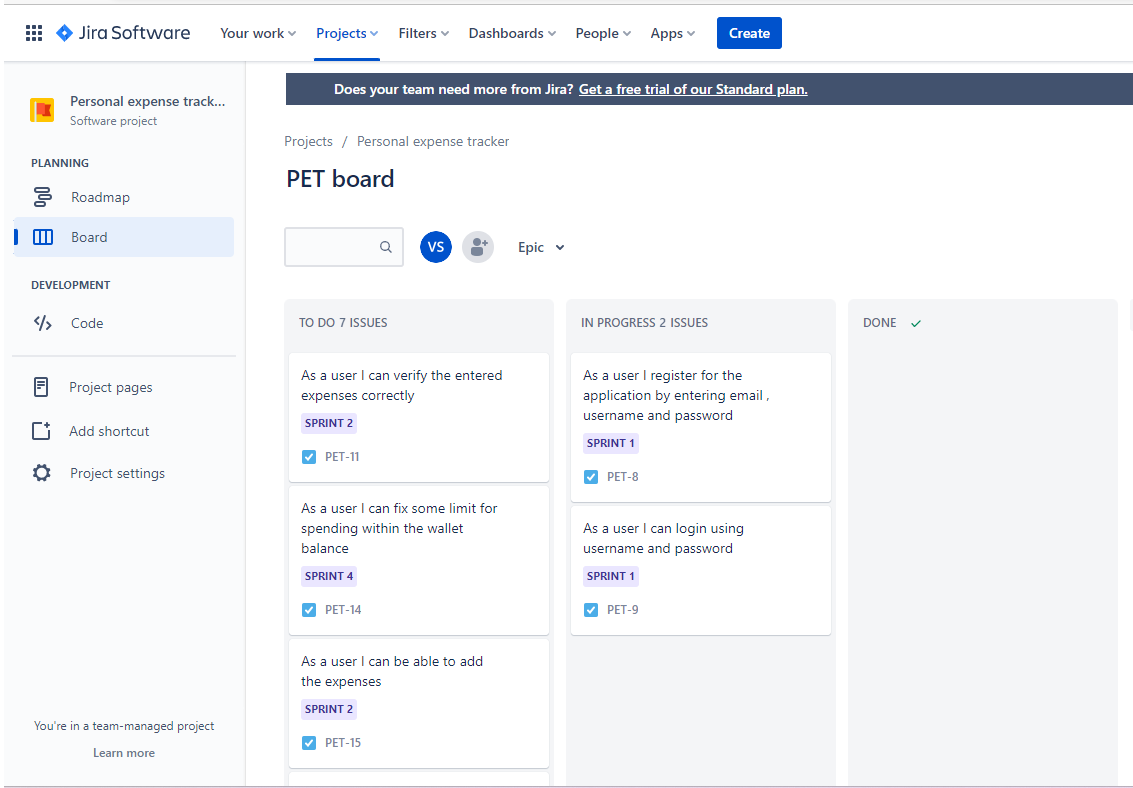 Jira Software
Your work
Projects
Filters
Dashboards
People
Apps
Create
Personal expense track...
Software project
PLANNING
Roadmap
Board
DEVELOPMENT
Code
Project pages
Add shortcut
Project settings
You're in a team-managed project
Learn more
Does your team need more from Jira? Get a free trial of our Standard plan.
Projects / Personal expense tracker
PET board
VS
Epic
TO DO 7 ISSUES
As a user I can verify the entered
expenses correctly
SPRINT 2
PET-11
As a user I can fix some limit for
spending within the wallet
balance
SPRINT 4
PET-14
As a user I can be able to add
the expenses
SPRINT 2
PET-15
IN PROGRESS 2 ISSUES
As a user I register for the
application by entering email ,
username and password
SPRINT 1
PET-8
As a user I can login using
username and password
SPRINT 1
PET-9
DONE